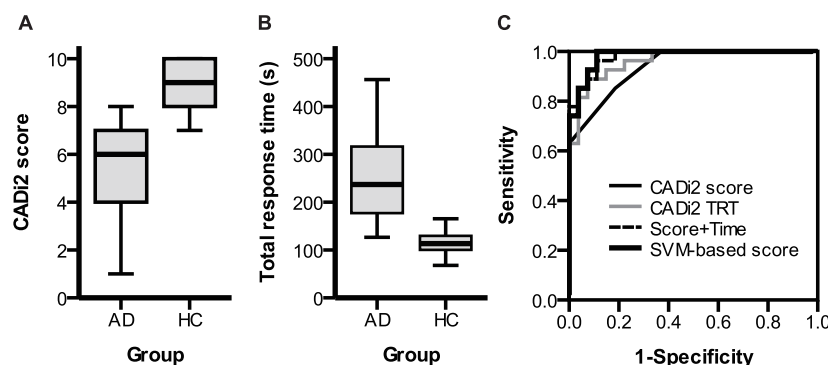 A
CADi2 score
10
8
6
4
2
0
AD
HC
Group
B
Total response time (s)
500
400
300
200
100
0
AD
HC
Group
C
Sensitivity
1.0
0.8
0.6
0.4
0.2
0.0
CADi2 score
CADi2 TRT
Score+Time
SVM-based score
0.0 0.2 0.4 0.6 0.8 1.0
1-Specificity